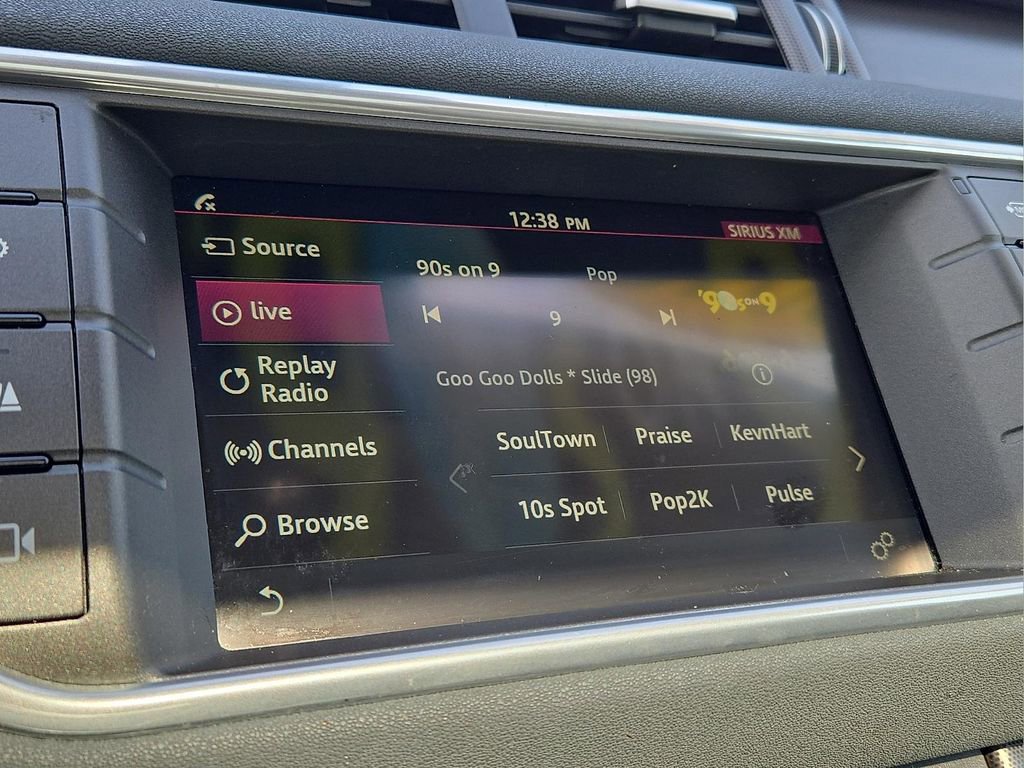 12:38 PM
SIRIUS XM
Source
90s on 9
Pop
live
9
'90s ON 9
Replay
Radio
Goo Goo Dolls * Slide (98)
Channels
SoulTown
Praise
KevnHart
Browse
10s Spot
Pop2K
Pulse